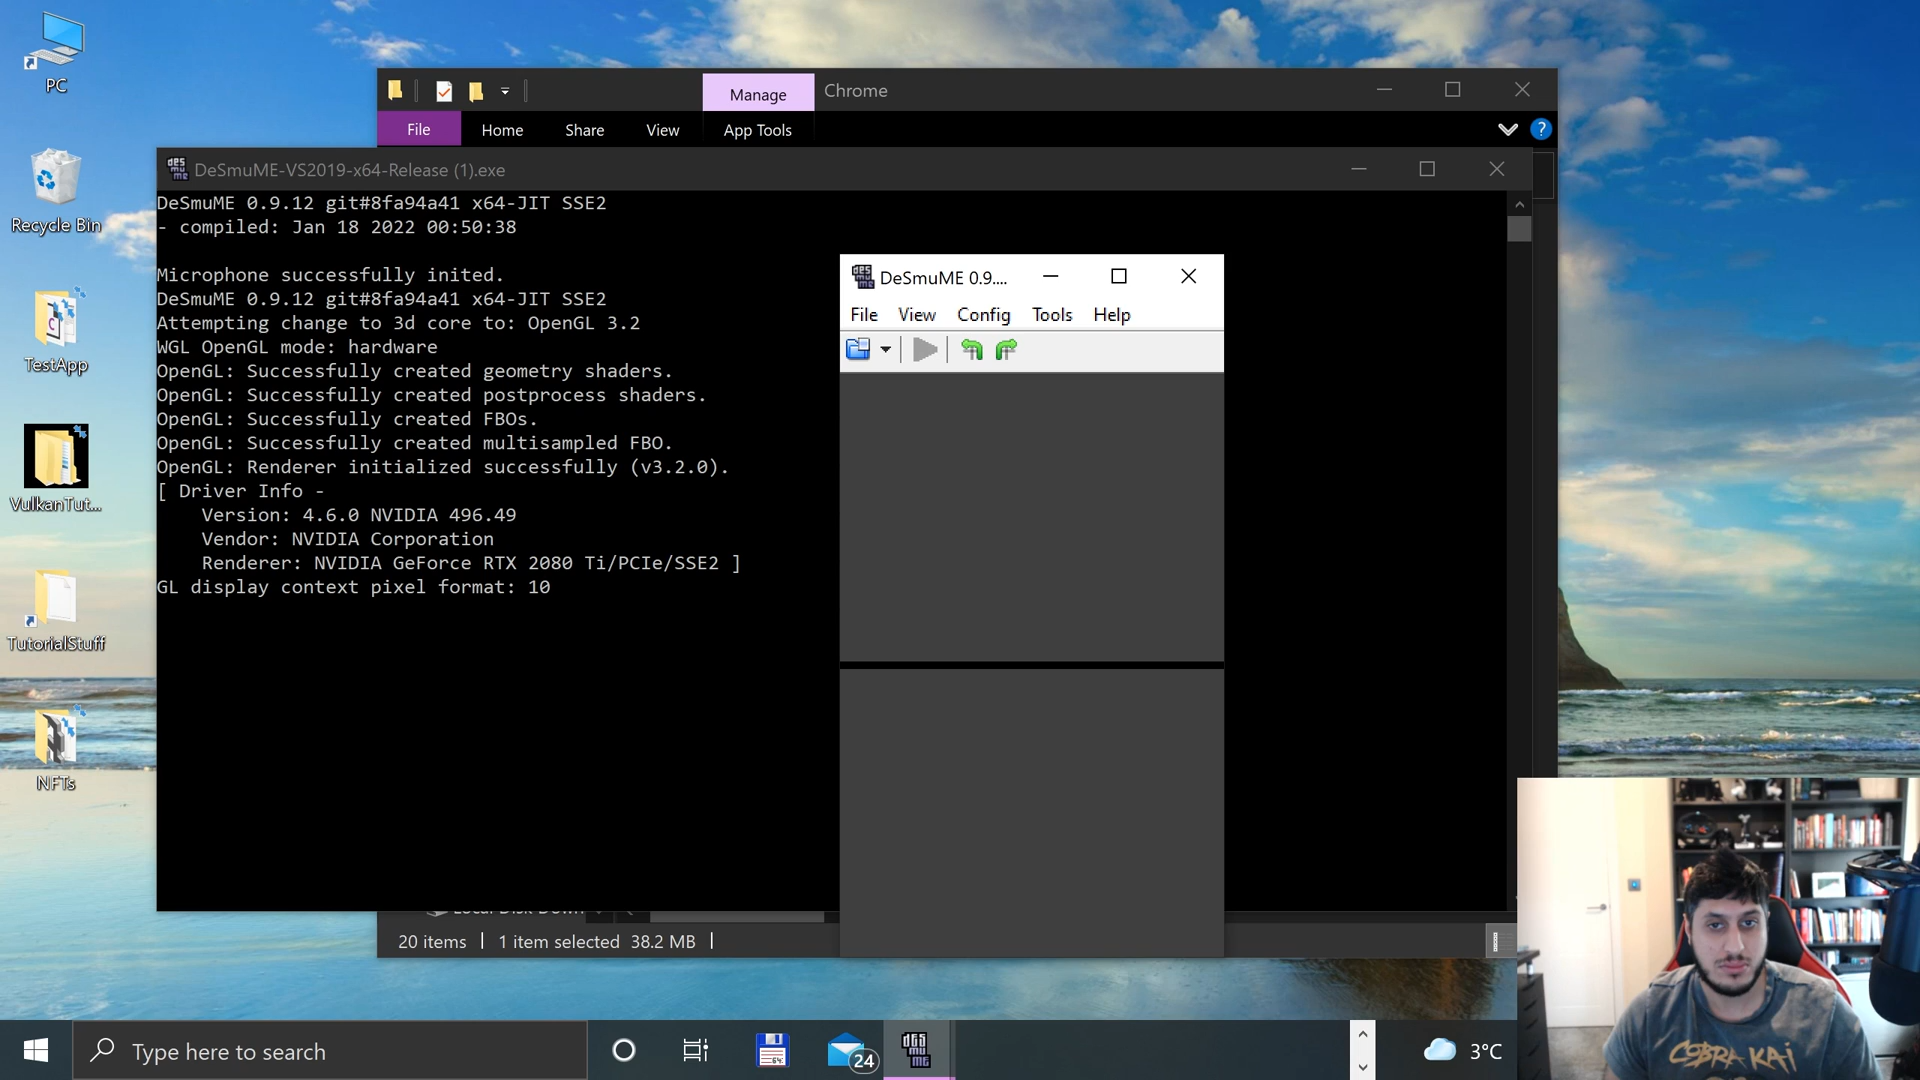 PC
Recycle Bin
TestApp
VulkanTut...
TutorialStuff
NFTs
Manage
Chrome
File
Home
Share
View
App Tools
?
DeSmuME-VS2019-x64-Release (1).exe
DeSmuME 0.9.12 git#8fa94a41 x64-JIT SSE2
- compiled: Jan 18 2022 00:50:38
Microphone successfully inited.
DeSmuME 0.9.12 git#8fa94a41 x64-JIT SSE2
Attempting change to 3d core to: OpenGL 3.2
WGL OpenGL mode: hardware
OpenGL: Successfully created geometry shaders.
OpenGL: Successfully created postprocess shaders.
OpenGL: Successfully created FBOs.
OpenGL: Successfully created multisampled FBO.
OpenGL: Renderer initialized successfully (v3.2.0).
[ Driver Info -
Version: 4.6.0 NVIDIA 496.49
Vendor: NVIDIA Corporation
Renderer: NVIDIA GeForce RTX 2080 Ti/PCIe/SSE2 ]
GL display context pixel format: 10
DeSmuME 0.9....
File View Config Tools Help
Local Disk Down
20 items
1 item selected 38.2 MB
Type here to search
64
24
des
mu
me
3°C
COBRA KAI